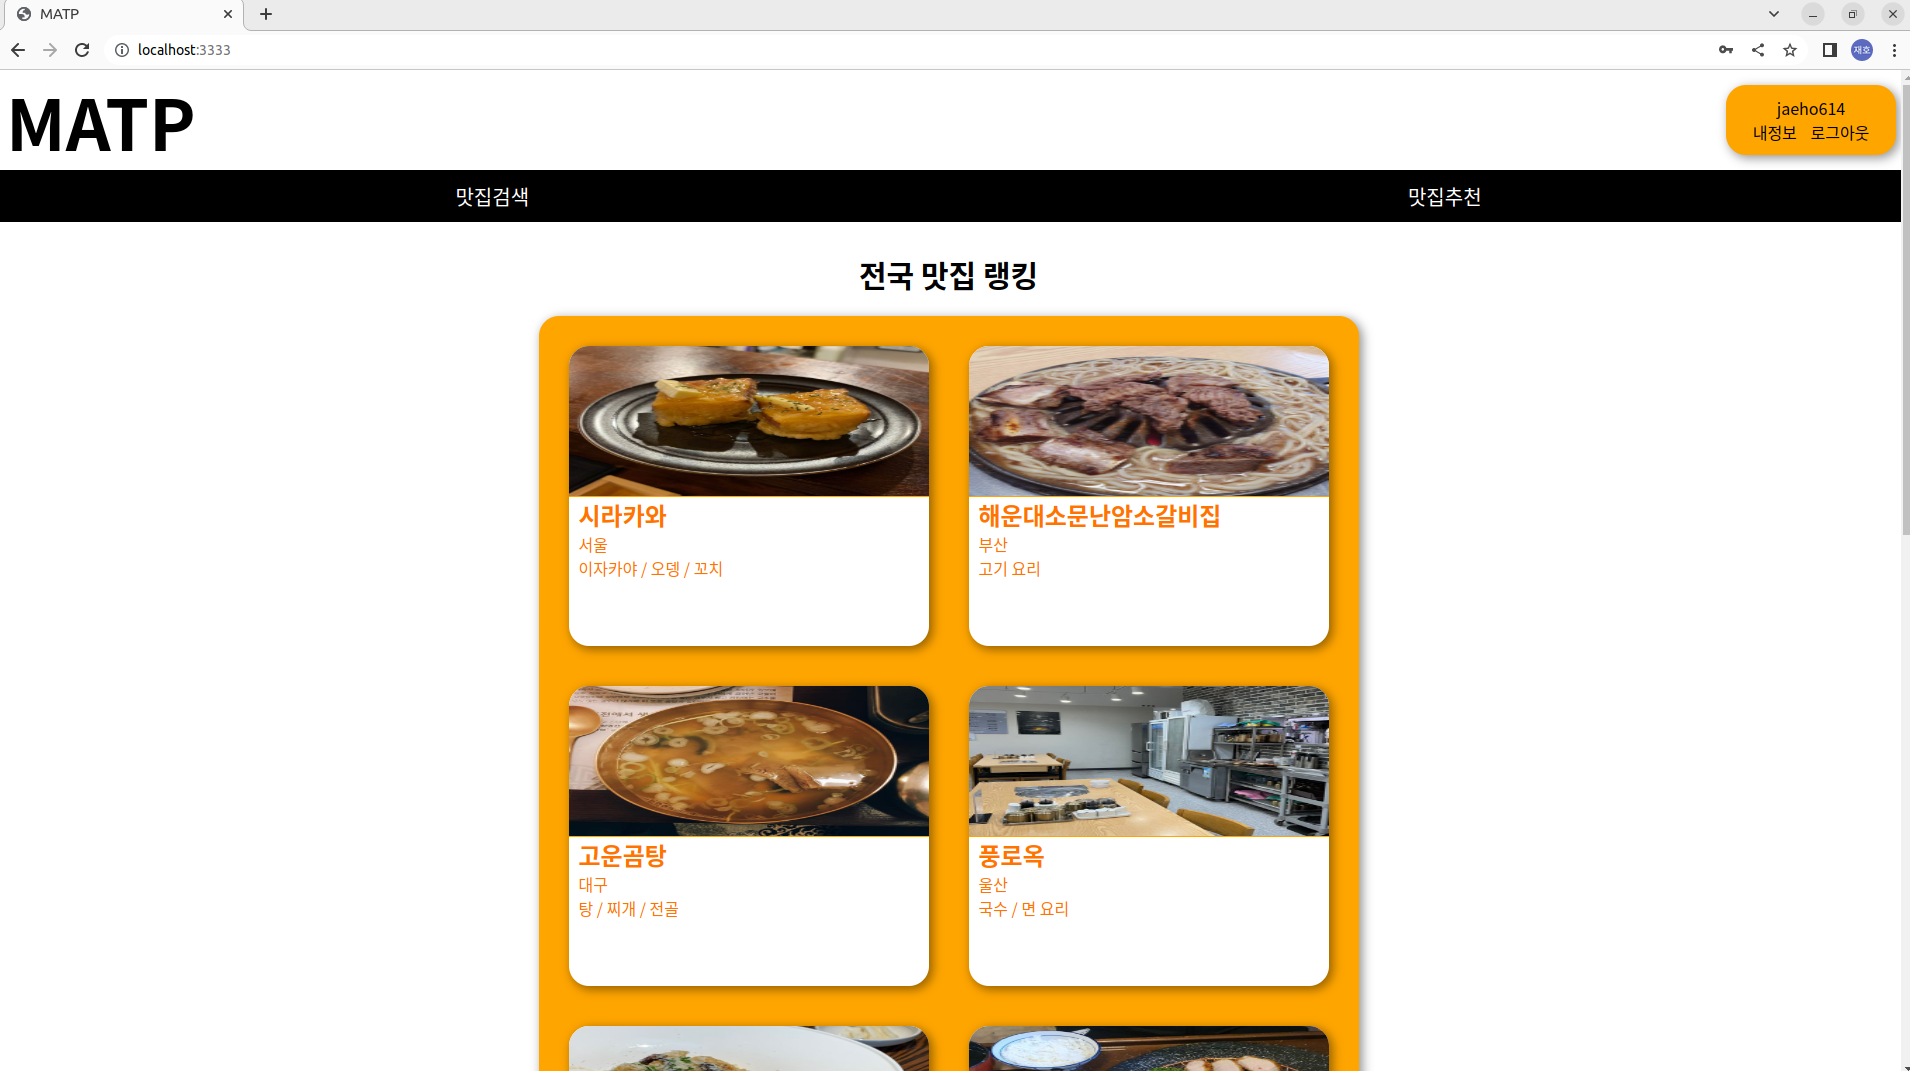 MATP
localhost:3333
재호
MATP
jaeho614
내정보 로그아웃
맛집검색 맛집추천
전국 맛집 랭킹
시라카와
서울
이자카야 / 오뎅 / 꼬치
해운대소문난암소갈비집
부산
고기 요리
고운곰탕
대구
탕 / 찌개 / 전골
풍로옥
울산
국수 / 면 요리